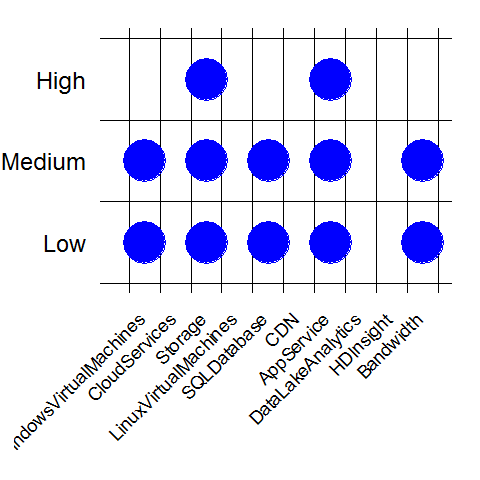 High
Medium
Low
ndowsVirtualMachines
CloudServices
Storage
LinuxVirtualMachines
SQLDatabase
CDN
AppService
DataLakeAnalytics
HDInsight
Bandwidth